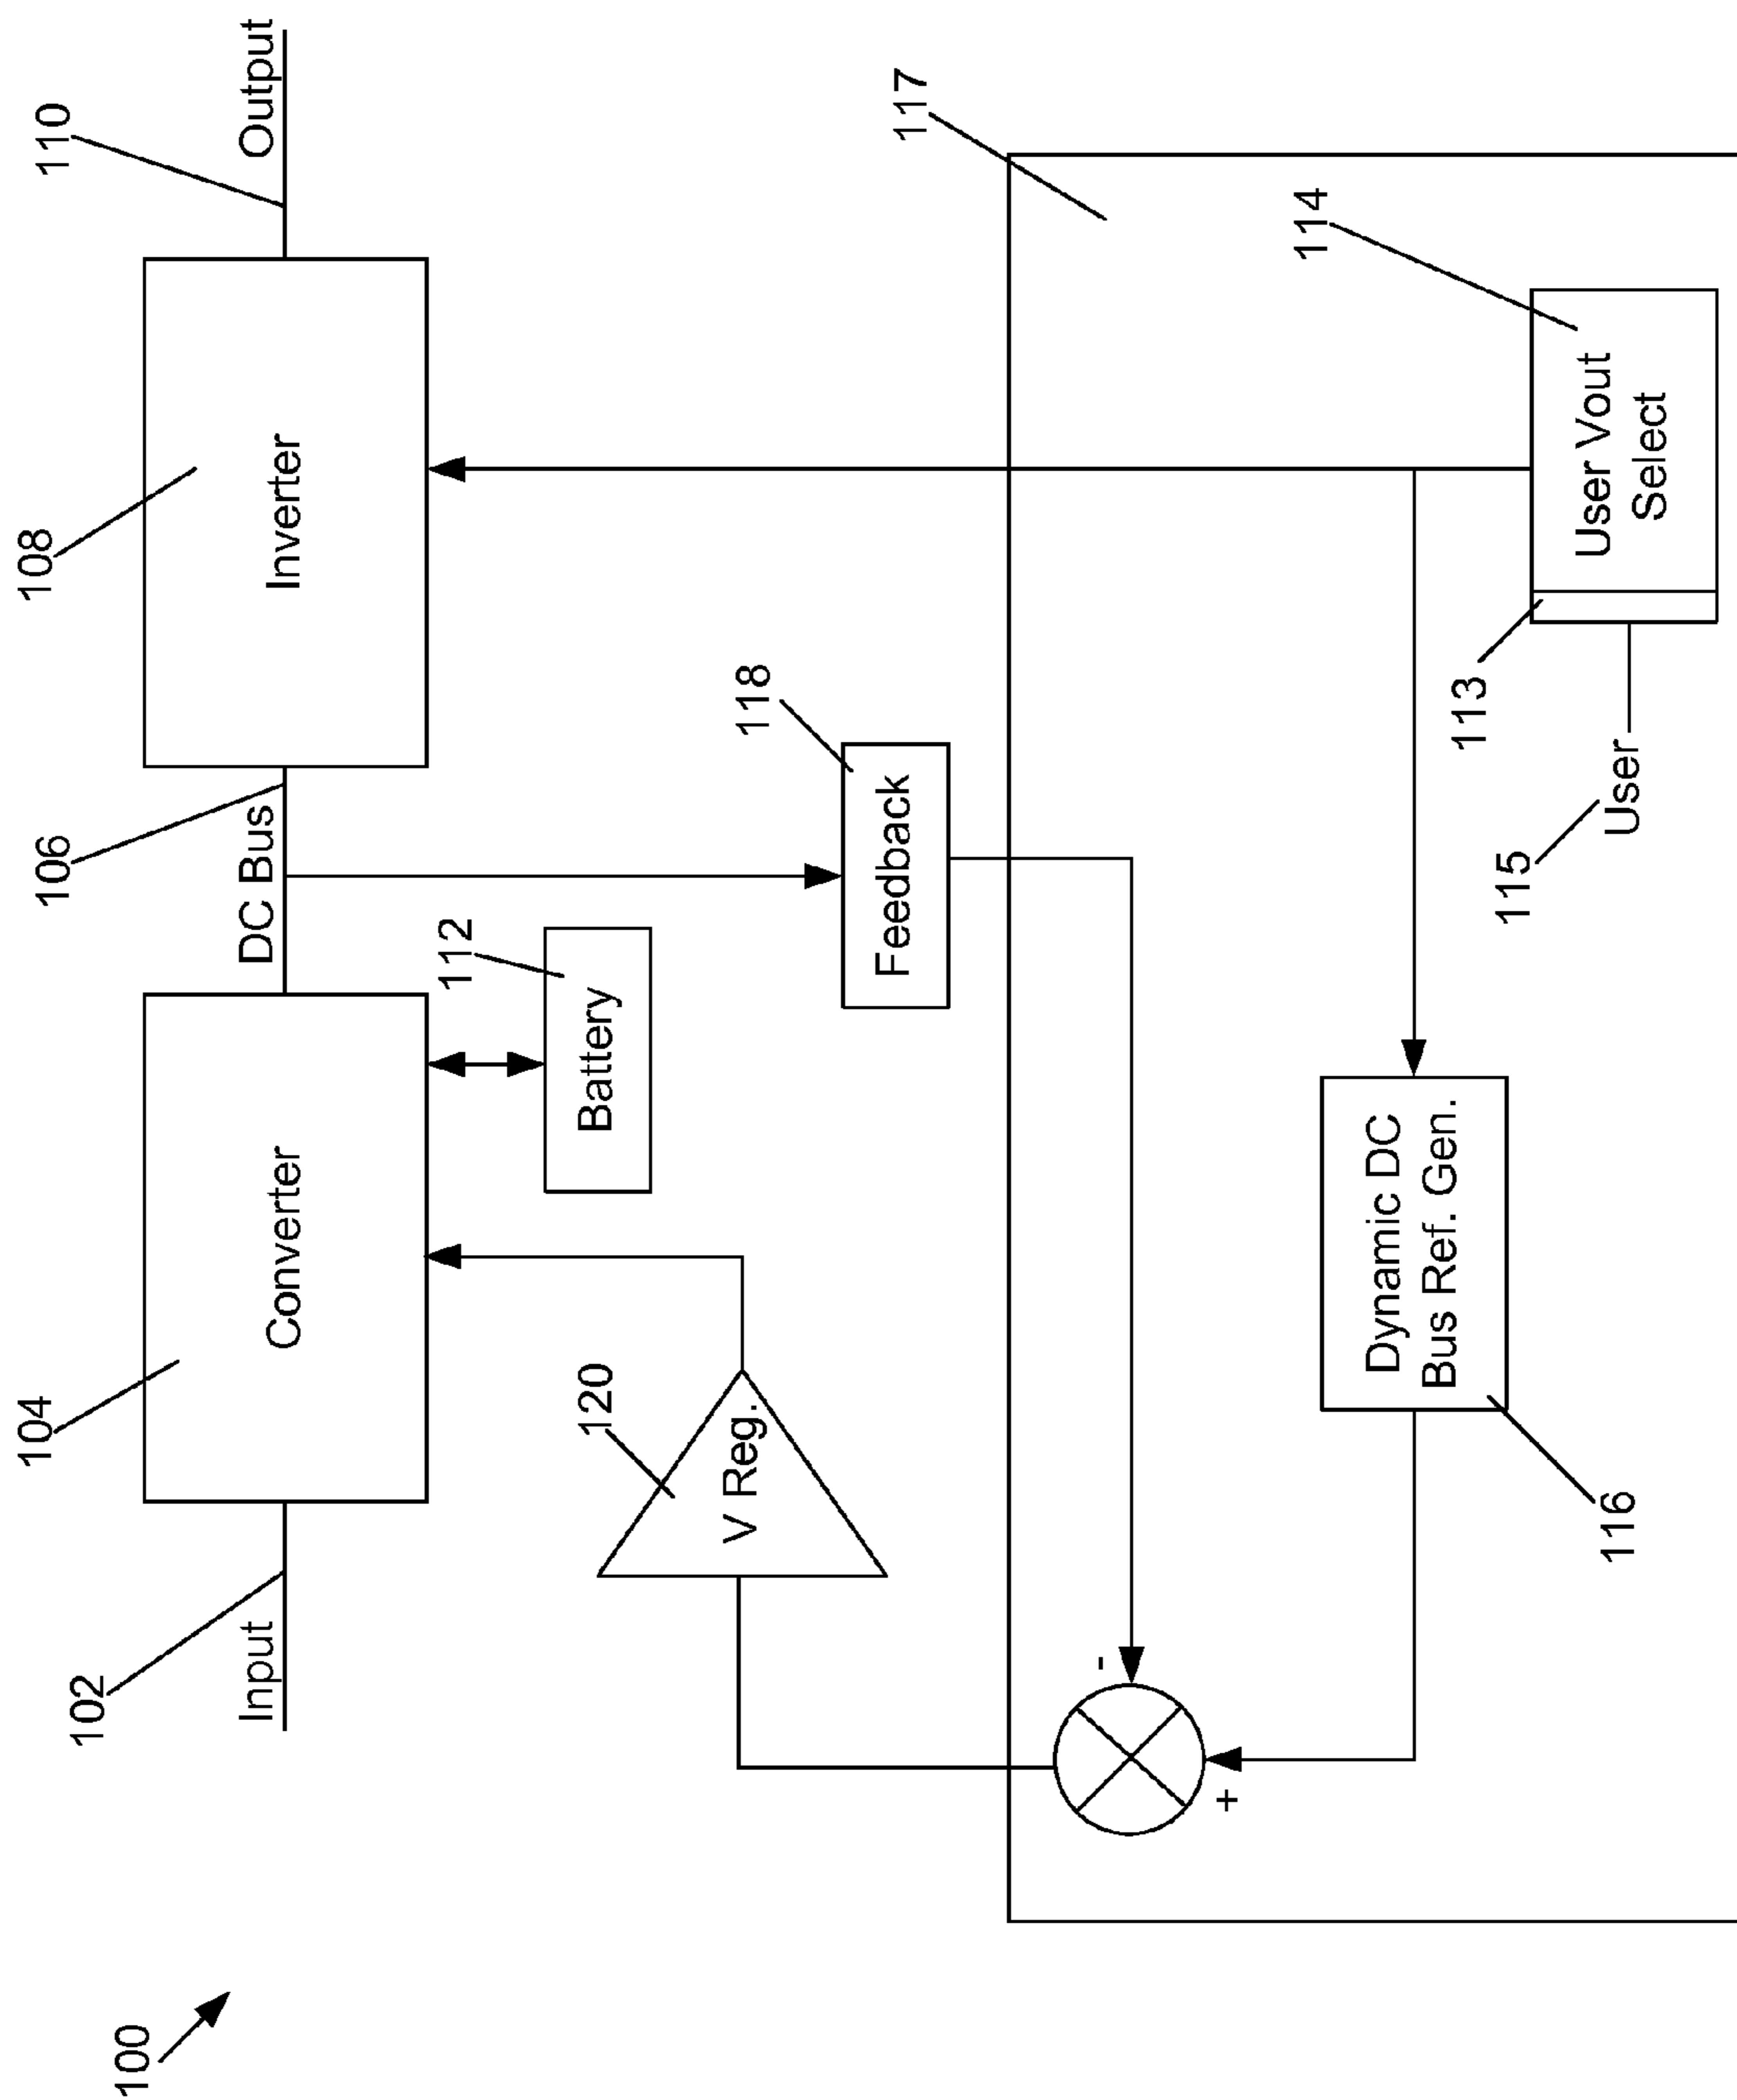 100
102
Input
104
Converter
106
DC Bus
108
Inverter
110
Output
112
Battery
120
V Reg.
118
Feedback
117
-
+
Dynamic DC
Bus Ref. Gen.
116
114
User Vout
Select
113
115
User